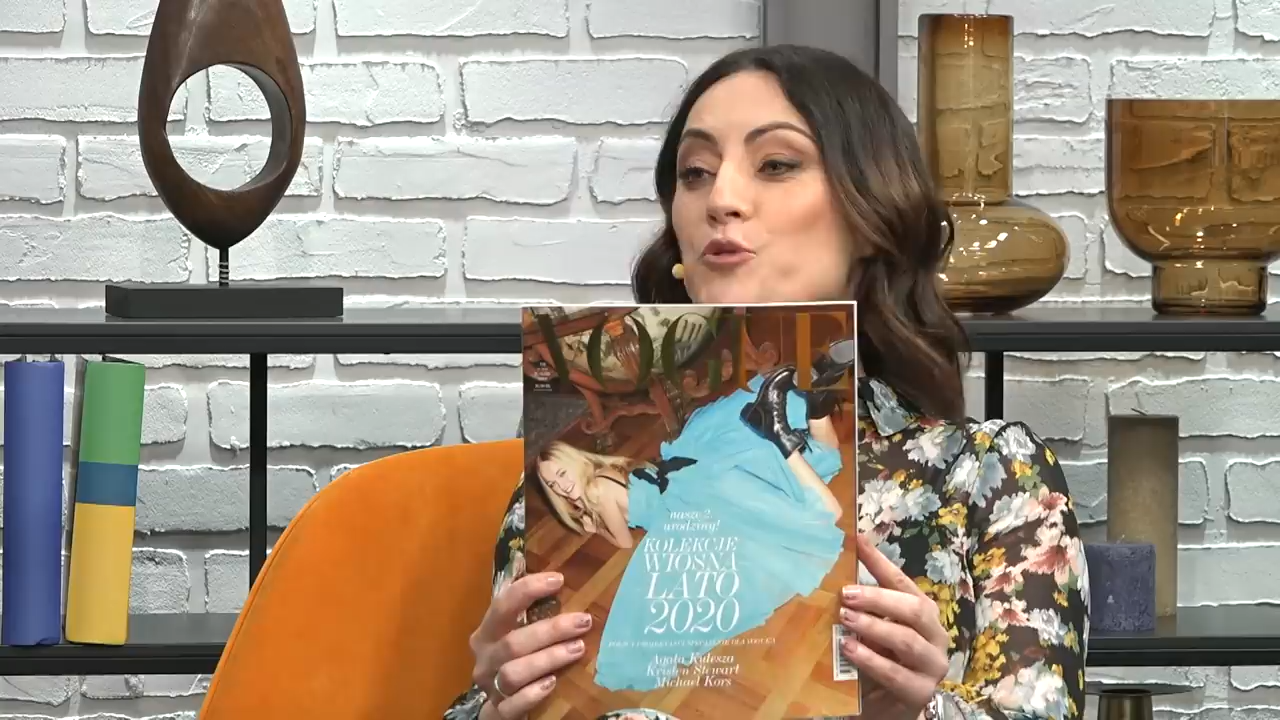 VOGUE
nasze 2.
urodziny!
KOLEKCJE
WIOSNA
LATO
2020
Agata Kulesza
Kristen Stewart
Michael Kors